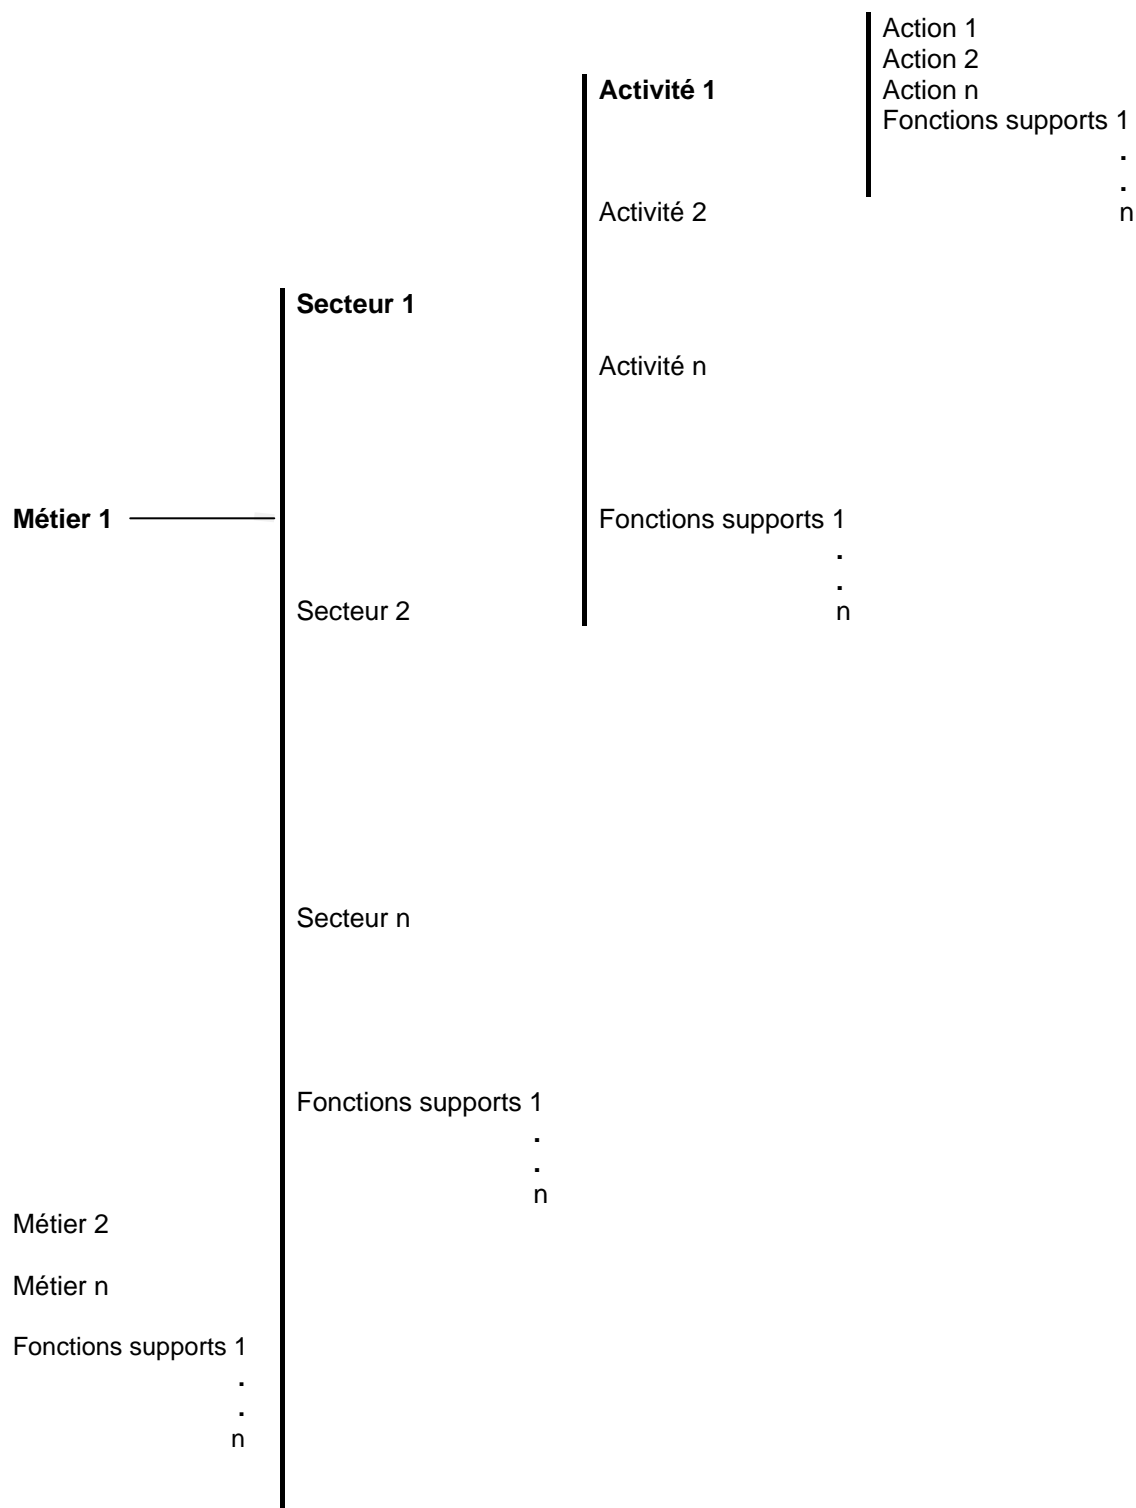 Action 1
Action 2
Activité 1
Action n
Fonctions supports 1
.
.
Activité 2
n
Secteur 1
Activité n
Métier 1
Fonctions supports 1
.
.
Secteur 2
n
Secteur n
Fonctions supports 1
.
.
n
Métier 2
Métier n
Fonctions supports 1
.
.
n